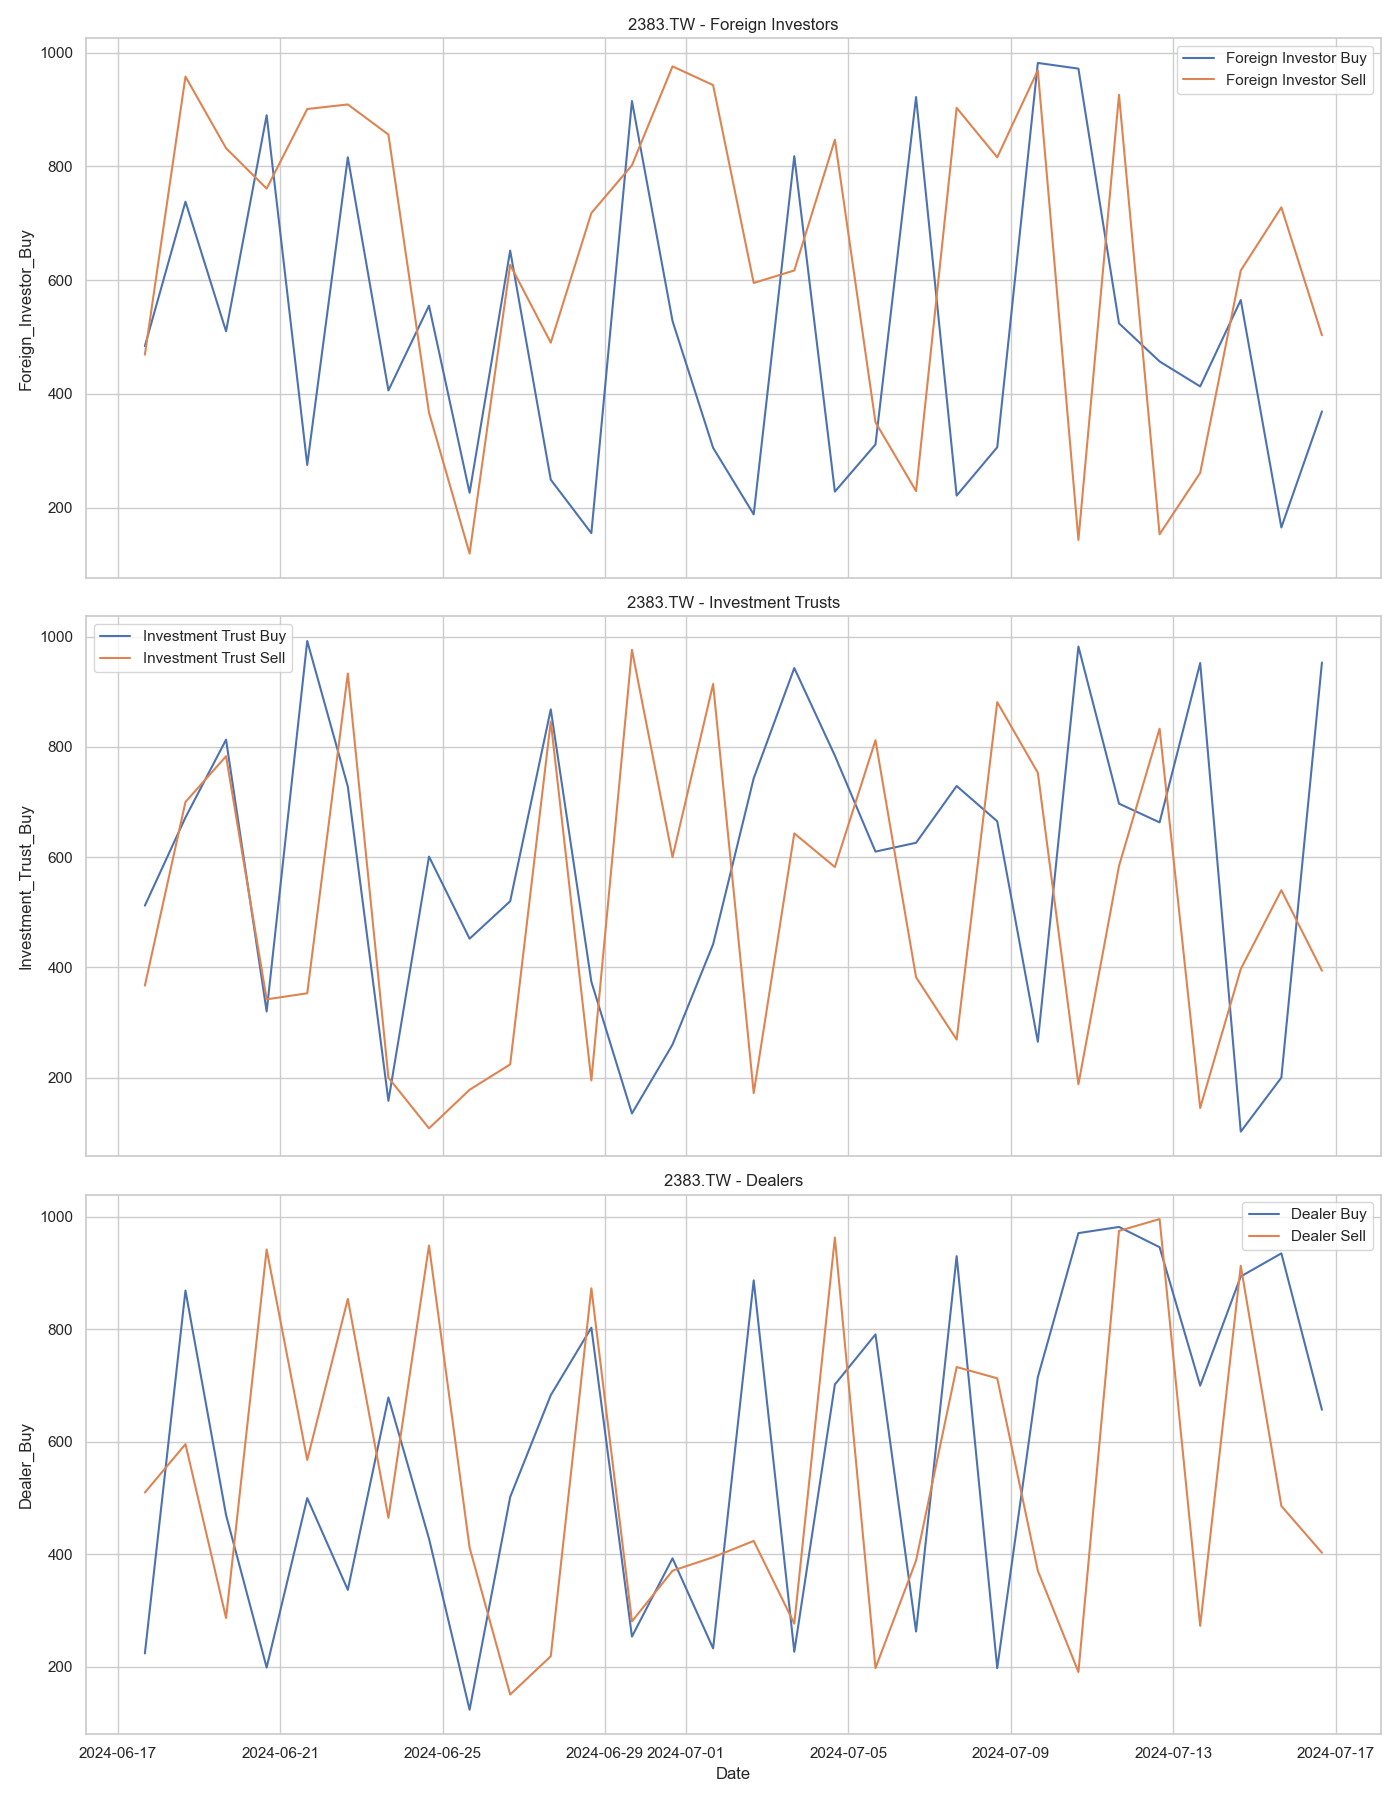 2383.TW - Foreign Investors
Foreign_Investor_Buy
1000
800
600
400
200
Foreign Investor Buy
Foreign Investor Sell
2383.TW - Investment Trusts
Investment_Trust_Buy
1000
800
600
400
200
Investment Trust Buy
Investment Trust Sell
2383.TW - Dealers
Dealer_Buy
1000
800
600
400
200
Dealer Buy
Dealer Sell
2024-06-17 2024-06-21 2024-06-25 2024-06-29 2024-07-01 2024-07-05 2024-07-09 2024-07-13 2024-07-17
Date